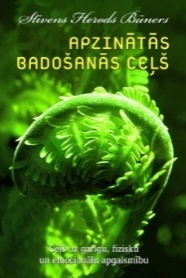 Stīvens Herods Būners
APZINĀTĀS
BADOŠANĀS CEĻŠ
Ceļš uz garīgu, fizisku
un emocionālu apgaismību